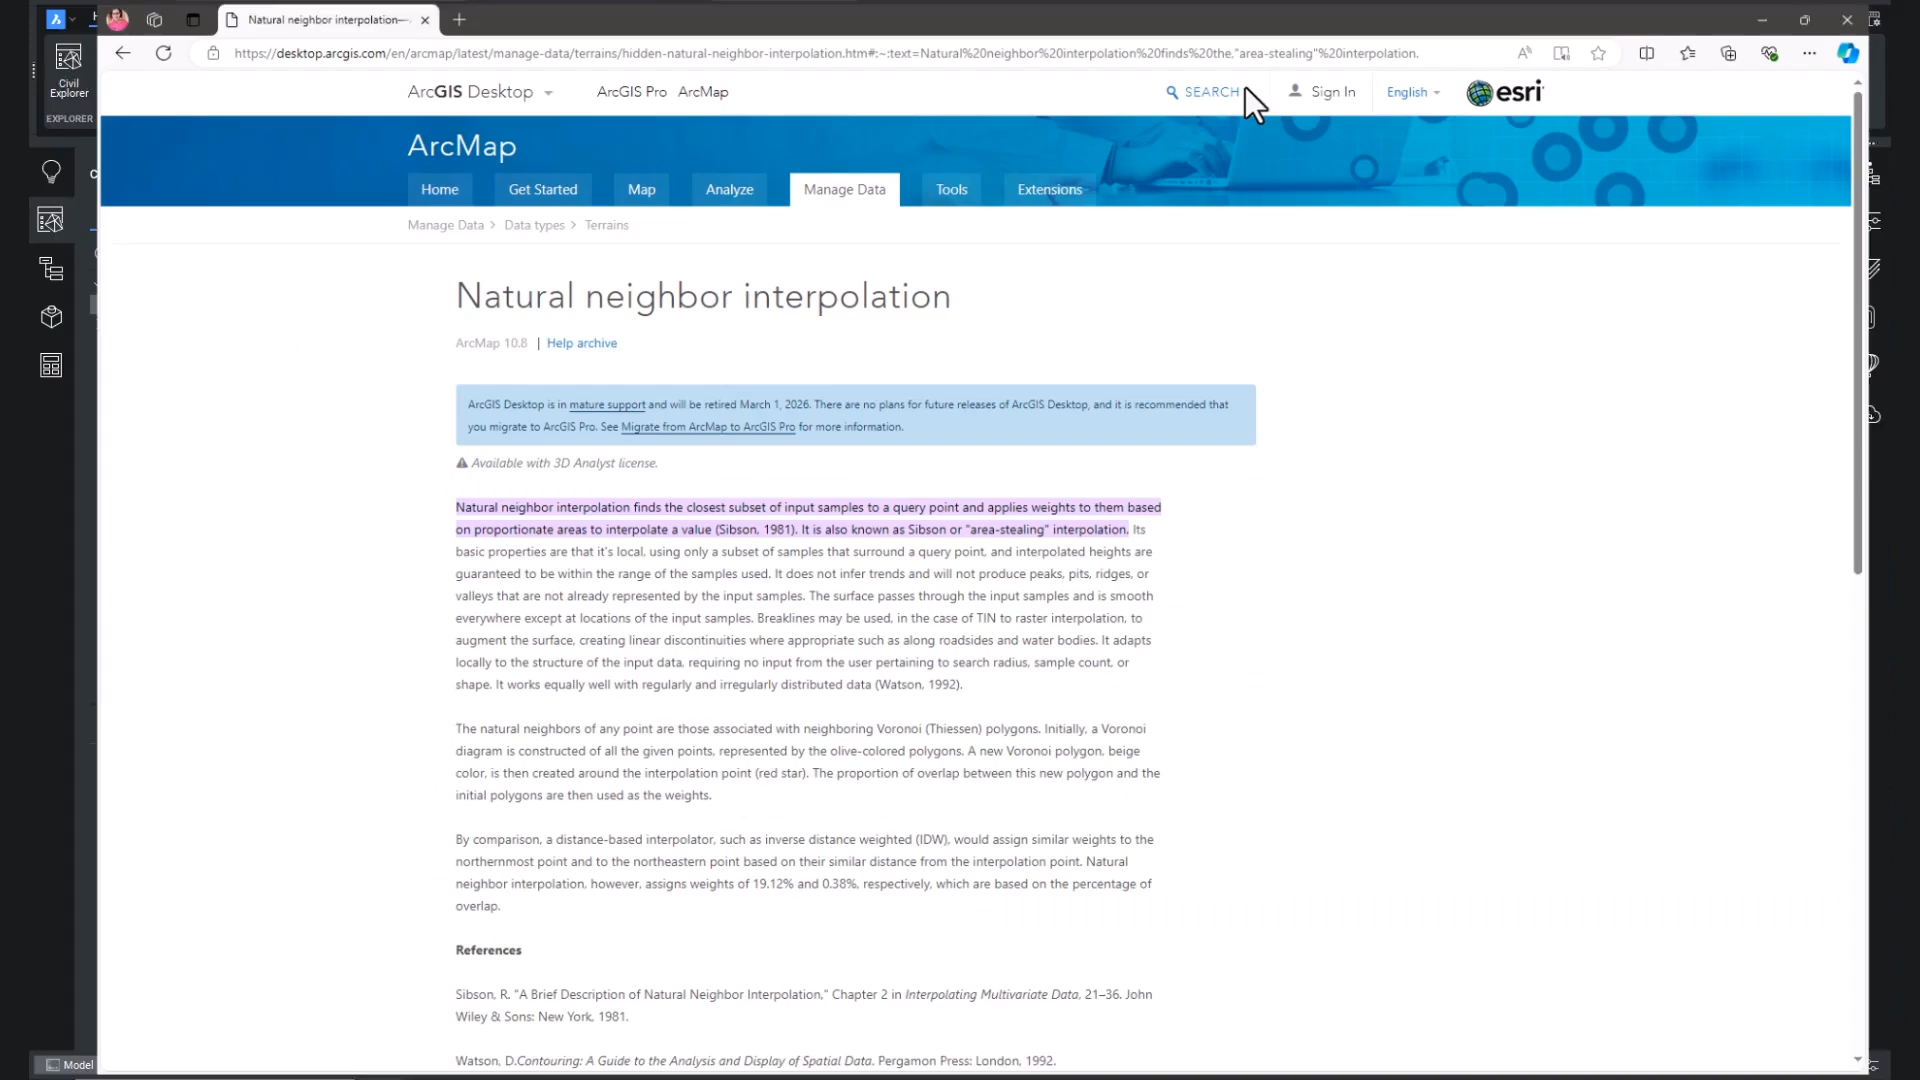 Natural neighbor interpolation—
https://desktop.arcgis.com/en/arcmap/latest/manage-data/terrains/hidden-natural-neighbor-interpolation.htm#:~:text=Natural%20neighbor%20interpolation%20finds%20the,"area-stealing"%20interpolation.
Civil
Explorer
EXPLORER
ArcGIS Desktop ArcGIS Pro ArcMap SEARCH Sign In English esri
ArcMap
Home Get Started Map Analyze Manage Data Tools Extensions
Manage Data > Data types > Terrains
Natural neighbor interpolation
ArcMap 10.8 | Help archive
ArcGIS Desktop is in mature support and will be retired March 1, 2026. There are no plans for future releases of ArcGIS Desktop, and it is recommended that
you migrate to ArcGIS Pro. See Migrate from ArcMap to ArcGIS Pro for more information.
Available with 3D Analyst license.
Natural neighbor interpolation finds the closest subset of input samples to a query point and applies weights to them based
on proportionate areas to interpolate a value (Sibson, 1981). It is also known as Sibson or "area-stealing" interpolation. Its
basic properties are that it's local, using only a subset of samples that surround a query point, and interpolated heights are
guaranteed to be within the range of the samples used. It does not infer trends and will not produce peaks, pits, ridges, or
valleys that are not already represented by the input samples. The surface passes through the input samples and is smooth
everywhere except at locations of the input samples. Breaklines may be used, in the case of TIN to raster interpolation, to
augment the surface, creating linear discontinuities where appropriate such as along roadsides and water bodies. It adapts
locally to the structure of the input data, requiring no input from the user pertaining to search radius, sample count, or
shape. It works equally well with regularly and irregularly distributed data (Watson, 1992).
The natural neighbors of any point are those associated with neighboring Voronoi (Thiessen) polygons. Initially, a Voronoi
diagram is constructed of all the given points, represented by the olive-colored polygons. A new Voronoi polygon, beige
color, is then created around the interpolation point (red star). The proportion of overlap between this new polygon and the
initial polygons are then used as the weights.
By comparison, a distance-based interpolator, such as inverse distance weighted (IDW), would assign similar weights to the
northernmost point and to the northeastern point based on their similar distance from the interpolation point. Natural
neighbor interpolation, however, assigns weights of 19.12% and 0.38%, respectively, which are based on the percentage of
overlap.
References
Sibson, R. "A Brief Description of Natural Neighbor Interpolation," Chapter 2 in Interpolating Multivariate Data, 21–36. John
Wiley & Sons: New York, 1981.
Watson, D.Contouring: A Guide to the Analysis and Display of Spatial Data. Pergamon Press: London, 1992.
Model